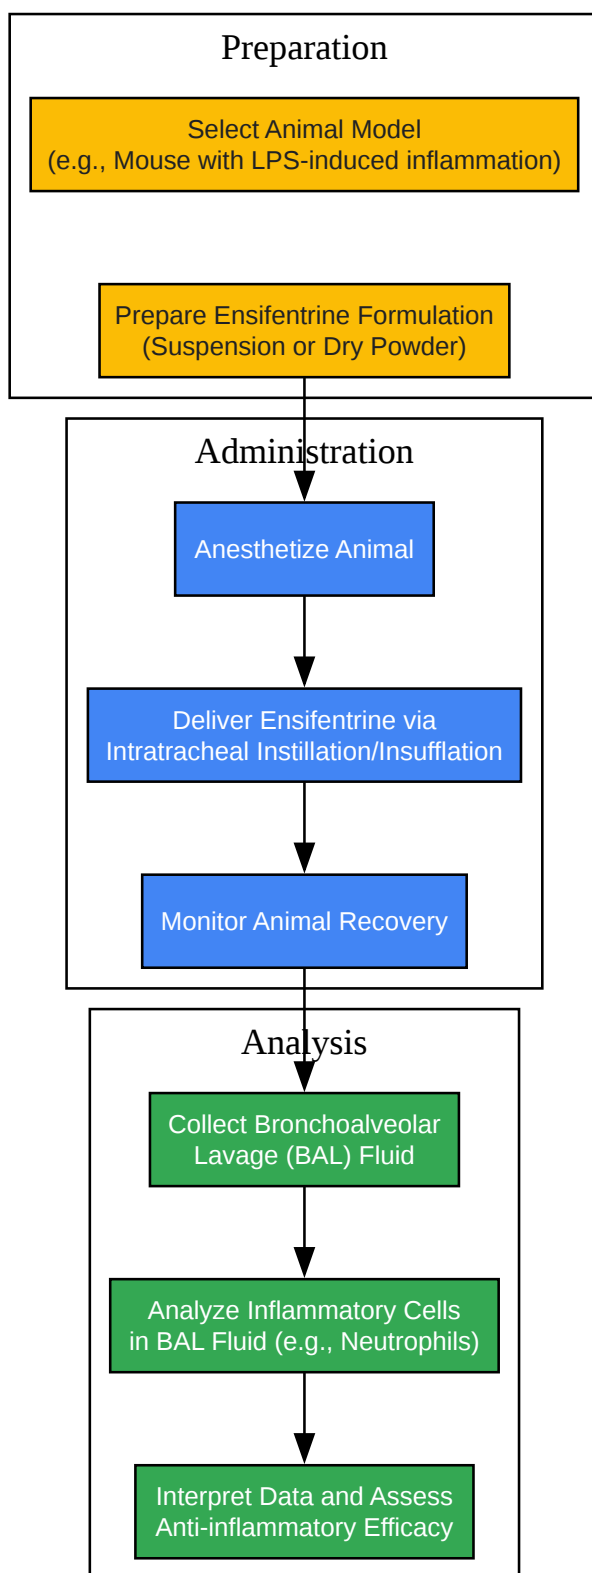 Preparation
Select Animal Model
(e.g., Mouse with LPS-induced inflammation)
Prepare Ensifentrine Formulation
(Suspension or Dry Powder)
Administration
Anesthetize Animal
Deliver Ensifentrine via
Intratracheal Instillation/Insufflation
Monitor Animal Recovery
Analysis
Collect Bronchoalveolar
Lavage (BAL) Fluid
Analyze Inflammatory Cells
in BAL Fluid (e.g., Neutrophils)
Interpret Data and Assess
Anti-inflammatory Efficacy